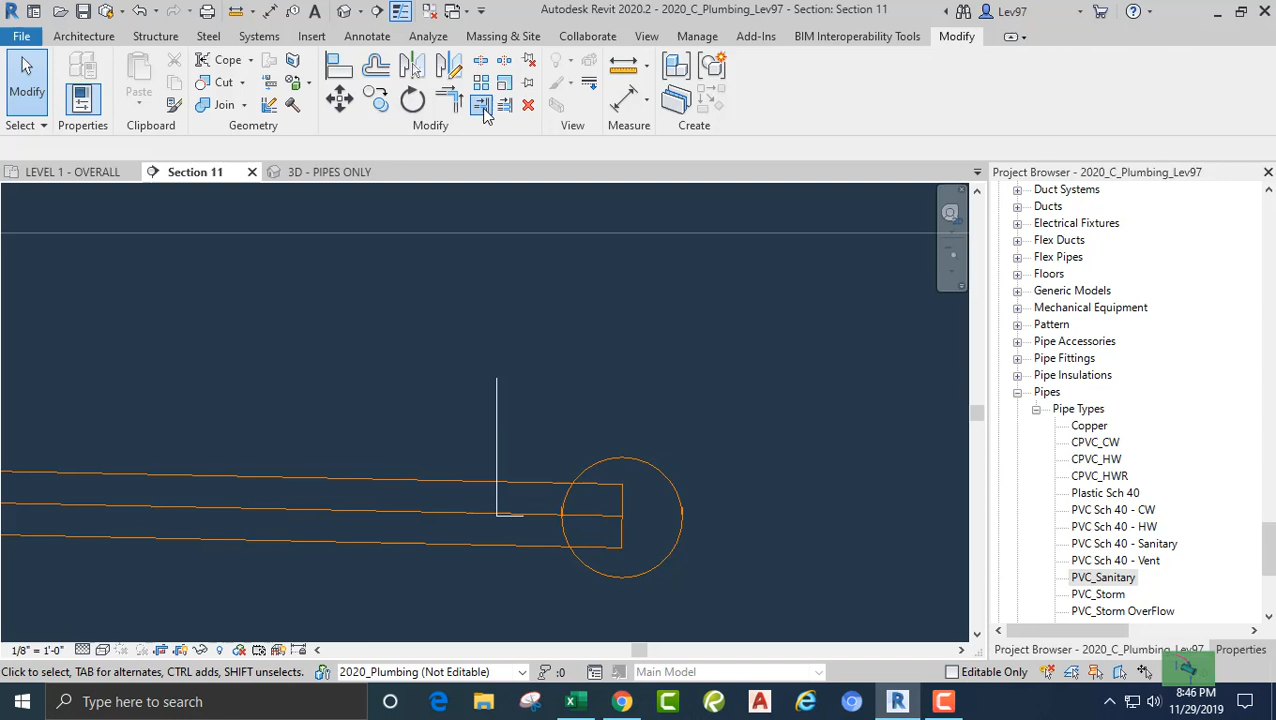 Autodesk Revit 2020.2 - 2020_C_Plumbing_Lev97 - Section: Section 11
Lev97
File Architecture Structure Steel Systems Insert Annotate Analyze Massing & Site Collaborate View Manage Add-Ins BIM Interoperability Tools Modify
Modify
Paste
Cope
Cut
Join
Select Properties Clipboard Geometry Modify View Measure Create
LEVEL 1 - OVERALL
Section 11
3D - PIPES ONLY
Project Browser - 2020_C_Plumbing_Lev97
Duct Systems
Ducts
Electrical Fixtures
Flex Ducts
Flex Pipes
Floors
Generic Models
Mechanical Equipment
Pattern
Pipe Accessories
Pipe Fittings
Pipe Insulations
Pipes
Pipe Types
Copper
CPVC_CW
CPVC_HW
CPVC_HWR
Plastic Sch 40
PVC Sch 40 - CW
PVC Sch 40 - HW
PVC Sch 40 - Sanitary
PVC Sch 40 - Vent
PVC_Sanitary
PVC_Storm
PVC_Storm OverFlow
1/8" = 1'-0"
Project Browser - 2020_C_Plumbing_Lev97 Properties
Click to select, TAB for alternates, CTRL adds, SHIFT unselects.
2020_Plumbing (Not Editable)
:0
Main Model
Editable Only
Type here to search
8:46 PM
11/29/2019